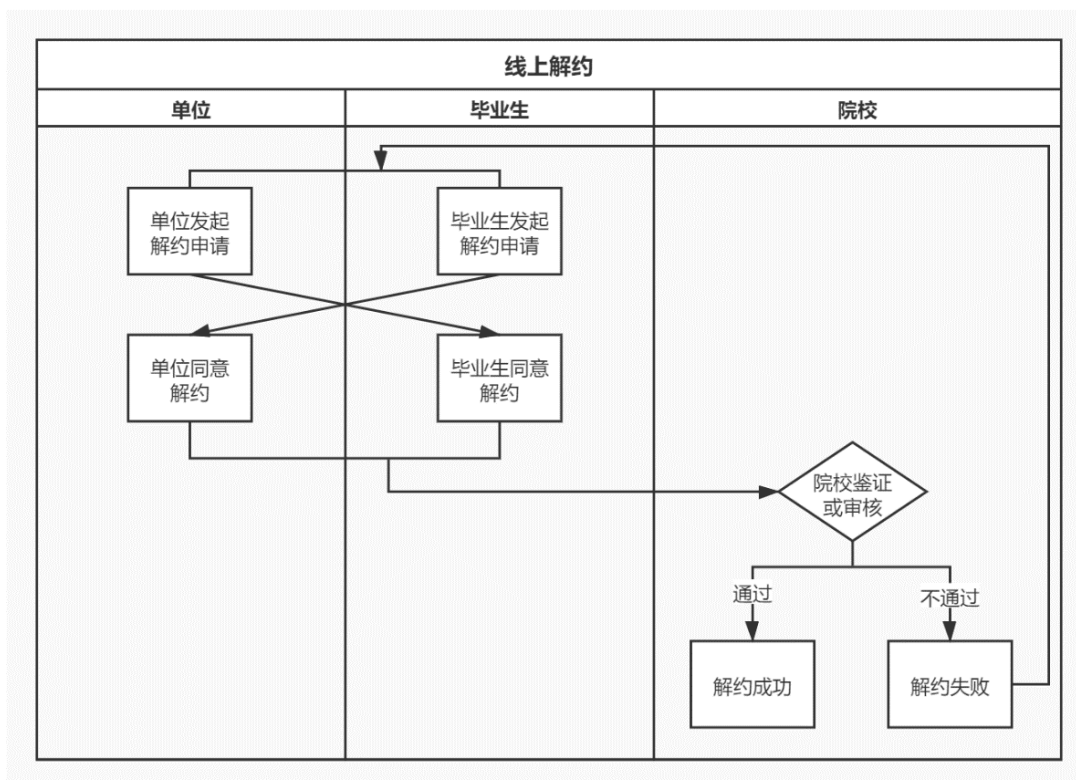 线上解约
单位
毕业生
院校
单位发起
解约申请
毕业生发起
解约申请
单位同意
解约
毕业生同意
解约
院校鉴证
或审核
通过
不通过
解约成功
解约失败